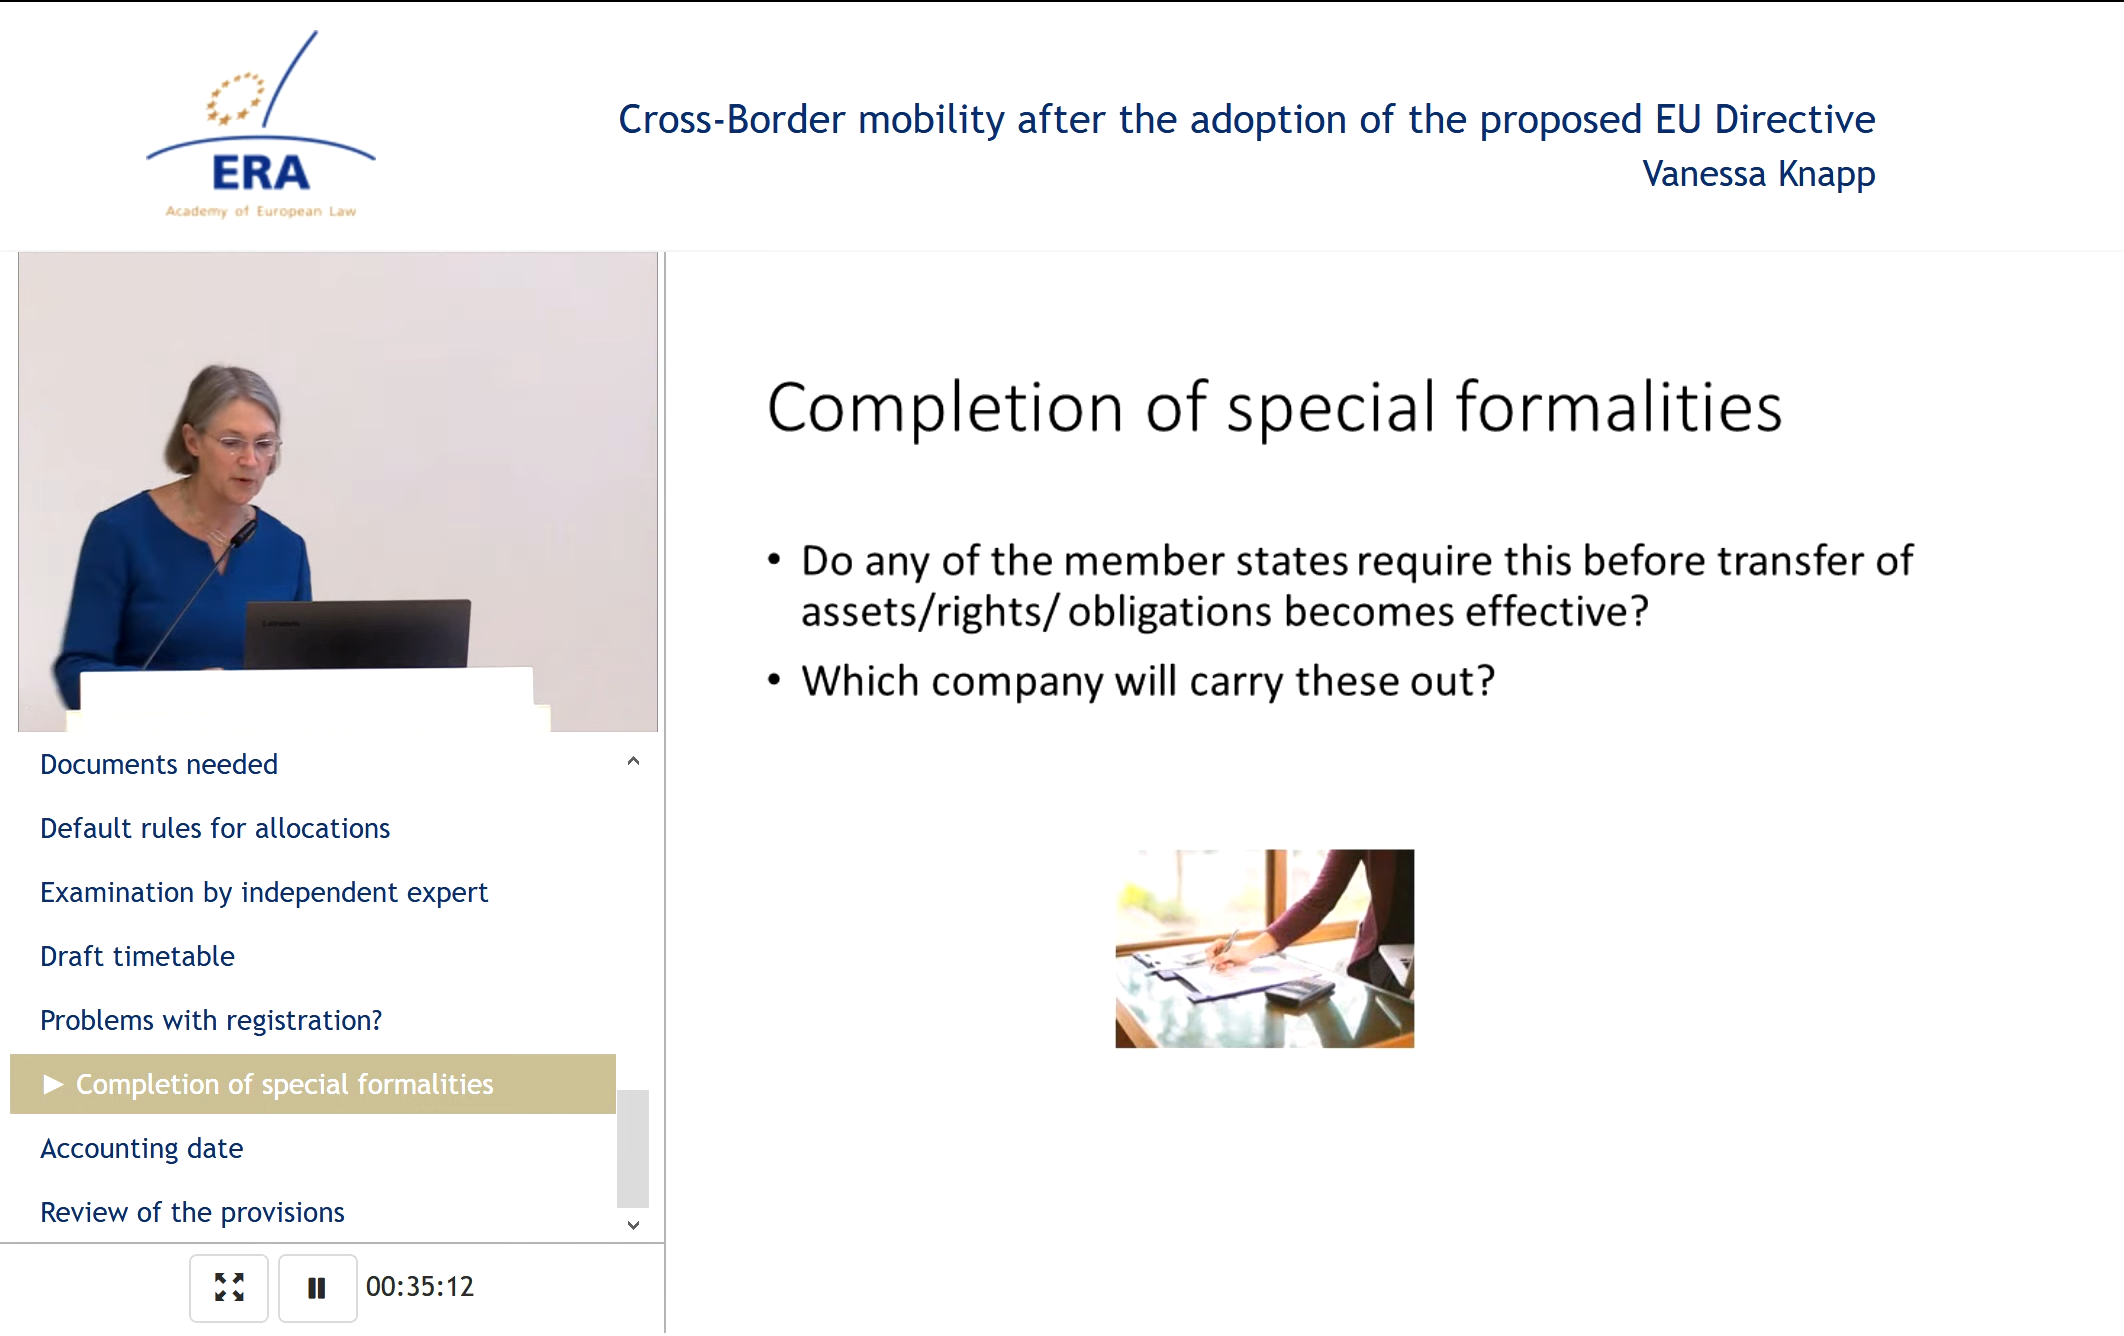 ERA
Academy of European Law
Cross-Border mobility after the adoption of the proposed EU Directive
Vanessa Knapp
Lenovo
Documents needed
Default rules for allocations
Examination by independent expert
Draft timetable
Problems with registration?
► Completion of special formalities
Accounting date
Review of the provisions
00:35:12
Completion of special formalities
• Do any of the member states require this before transfer of
assets/rights/ obligations becomes effective?
• Which company will carry these out?